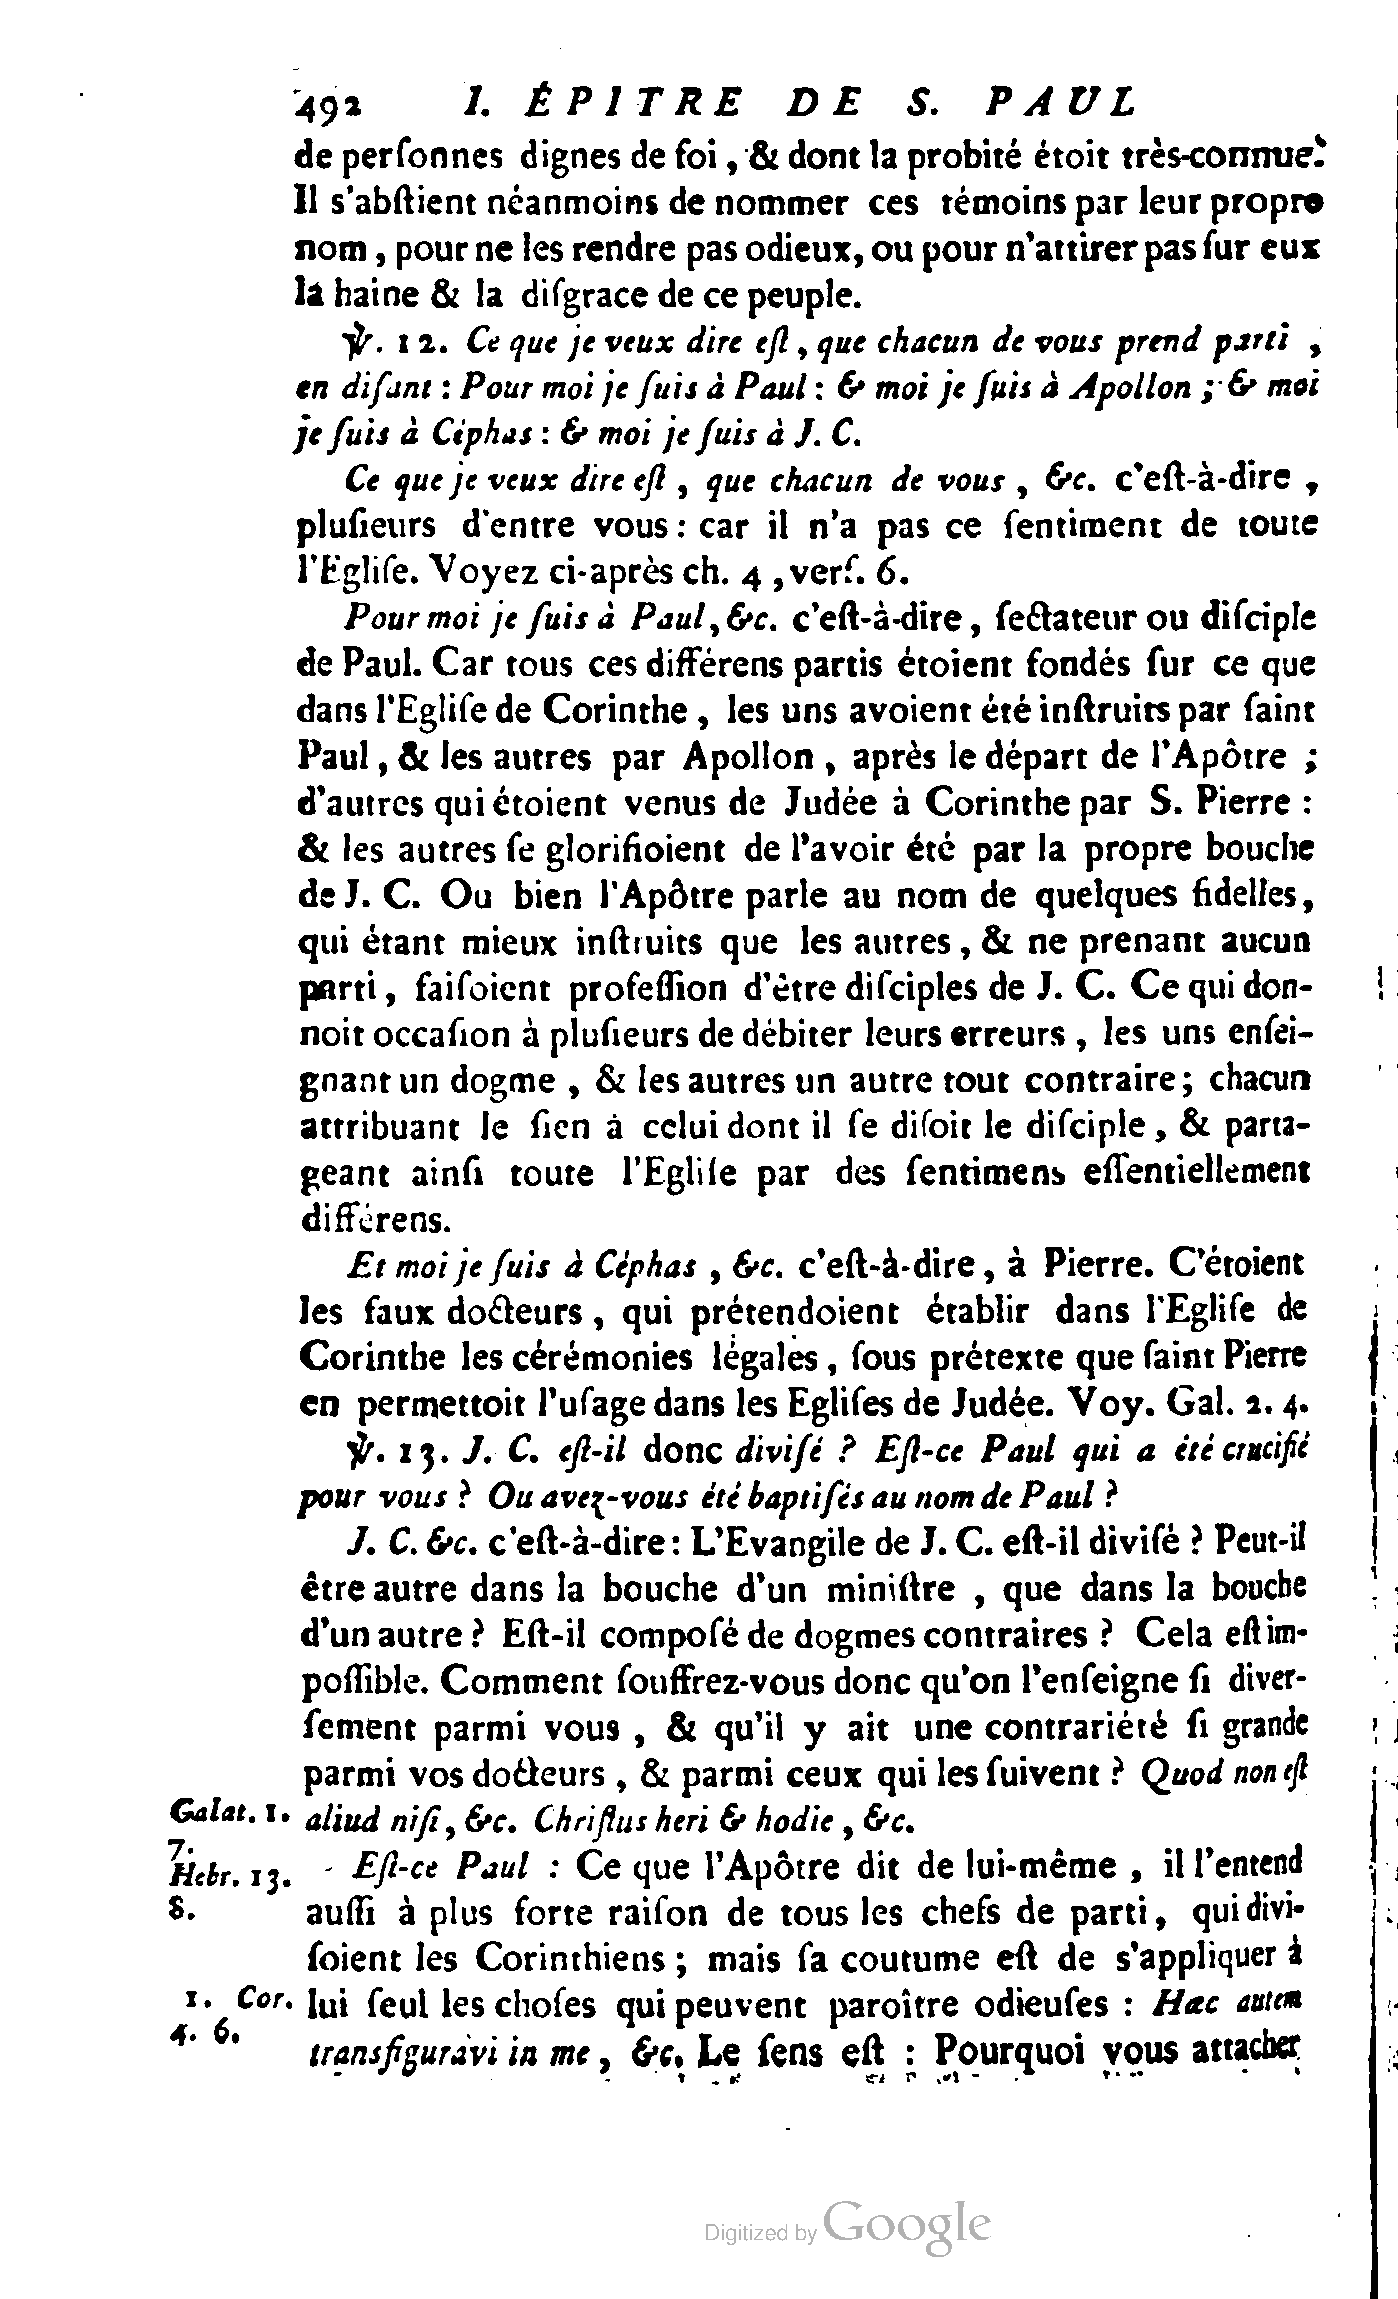 492 I. ÉPITRE DE S. PAUL
de perſonnes dignes de foi, & dont la probité étoit très-connue.
Il s'abſtient néanmoins de nommer ces témoins par leur propre
nom, pour ne les rendre pas odieux, ou pour n'attirer pas ſur eux
la haine & la diſgrace de ce peuple.
℣. 12. Ce que je veux dire eſt, que chacun de vous prend parti,
en diſant : Pour moi je ſuis à Paul : & moi je ſuis à Apollon ; & moi
je ſuis à Céphas : & moi je ſuis à J. C.
Ce que je veux dire eſt, que chacun de vous, &c. c'eſt-à-dire,
pluſieurs d'entre vous : car il n'a pas ce ſentiment de toute
l'Egliſe. Voyez ci-après ch. 4, verſ. 6.
Pour moi je ſuis à Paul, &c. c'eſt-à-dire, ſectateur ou diſciple
de Paul. Car tous ces différens partis étoient fondés ſur ce que
dans l'Egliſe de Corinthe, les uns avoient été inſtruits par ſaint
Paul, & les autres par Apollon, après le départ de l'Apôtre ;
d'autres qui étoient venus de Judée à Corinthe par S. Pierre :
& les autres ſe glorifioient de l'avoir été par la propre bouche
de J. C. Ou bien l'Apôtre parle au nom de quelques fidelles,
qui étant mieux inſtruits que les autres, & ne prenant aucun
parti, faiſoient profeſſion d'être diſciples de J. C. Ce qui don-
noit occaſion à pluſieurs de débiter leurs erreurs, les uns enſei-
gnant un dogme, & les autres un autre tout contraire ; chacun
attribuant le ſien à celui dont il ſe diſoit le diſciple, & parta-
geant ainſi toute l'Egliſe par des ſentimens eſſentiellement
différens.
Et moi je ſuis à Céphas, &c. c'eſt-à-dire, à Pierre. C'étoient
les faux docteurs, qui prétendoient établir dans l'Egliſe de
Corinthe les cérémonies légales, ſous prétexte que ſaint Pierre
en permettoit l'uſage dans les Egliſes de Judée. Voy. Gal. 2. 4.
℣. 13. J. C. eſt-il donc diviſé ? Eſt-ce Paul qui a été crucifié
pour vous ? Ou avez-vous été baptiſés au nom de Paul ?
J. C. &c. c'eſt-à-dire : L'Evangile de J. C. eſt-il diviſé ? Peut-il
être autre dans la bouche d'un miniſtre, que dans la bouche
d'un autre ? Eſt-il compoſé de dogmes contraires ? Cela eſt im-
poſſible. Comment ſouffrez-vous donc qu'on l'enſeigne ſi diver-
ſement parmi vous, & qu'il y ait une contrariété ſi grande
parmi vos docteurs, & parmi ceux qui les ſuivent ? Quod non eſt
Galat. 1. aliud niſi, &c. Chriſtus heri & hodie, &c.
7.
Hebr. 13. Eſt-ce Paul : Ce que l'Apôtre dit de lui-même, il l'entend
8. auſſi à plus forte raiſon de tous les chefs de parti, qui divi-
ſoient les Corinthiens ; mais ſa coutume eſt de s'appliquer à
1. Cor. lui ſeul les choſes qui peuvent paroître odieuſes : Hæc autem
4. 6. transfiguravi in me, &c. Le ſens eſt : Pourquoi vous attacher
Digitized by Google